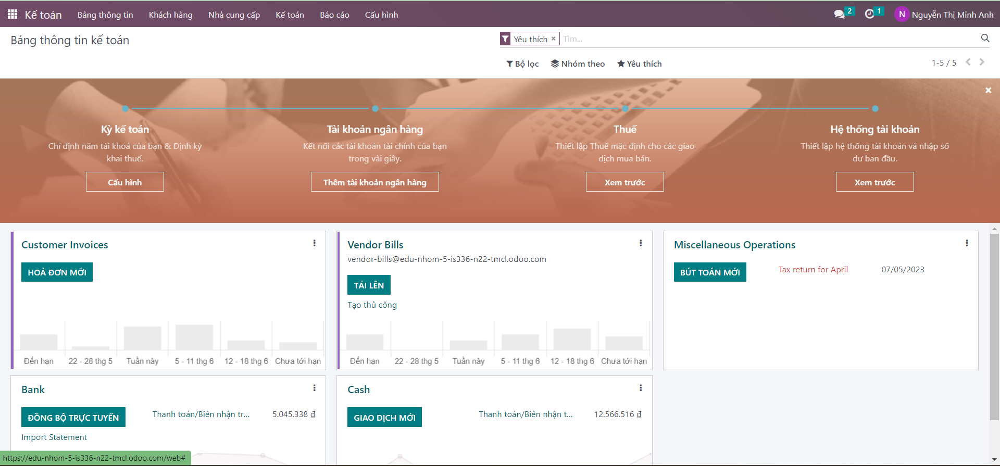 Kế toán
Bảng thông tin
Khách hàng
Nhà cung cấp
Kế toán
Báo cáo
Cấu hình
2
1
N
Nguyễn Thị Minh Anh
Bảng thông tin kế toán
Yêu thích ×
Tìm...
Bộ lọc
Nhóm theo
Yêu thích
1-5 / 5
Kỳ kế toán
Chỉ định năm tài khoá của bạn & Định kỳ
khai thuế.
Cấu hình
Tài khoản ngân hàng
Kết nối các tài khoản tài chính của bạn
trong vài giây.
Thêm tài khoản ngân hàng
Thuế
Thiết lập Thuế mặc định cho các giao
dịch mua bán.
Xem trước
Hệ thống tài khoản
Thiết lập hệ thống tài khoản và nhập số
dư ban đầu.
Xem trước
Customer Invoices
HOÁ ĐƠN MỚI
Đến hạn
22 - 28 thg 5
Tuần này
5 - 11 thg 6
12 - 18 thg 6
Chưa tới hạn
Vendor Bills
vendor-bills@edu-nhom-5-is336-n22-tmcl.odoo.com
TẢI LÊN
Tạo thủ công
Đến hạn
22 - 28 thg 5
Tuần này
5 - 11 thg 6
12 - 18 thg 6
Chưa tới hạn
Miscellaneous Operations
BÚT TOÁN MỚI
Tax return for April
07/05/2023
Bank
ĐỒNG BỘ TRỰC TUYẾN
Thanh toán/Biên nhận tr...
5.045.338 ₫
Import Statement
Cash
GIAO DỊCH MỚI
Thanh toán/Biên nhận t...
12.566.516 ₫
https://edu-nhom-5-is336-n22-tmcl.odoo.com/web#